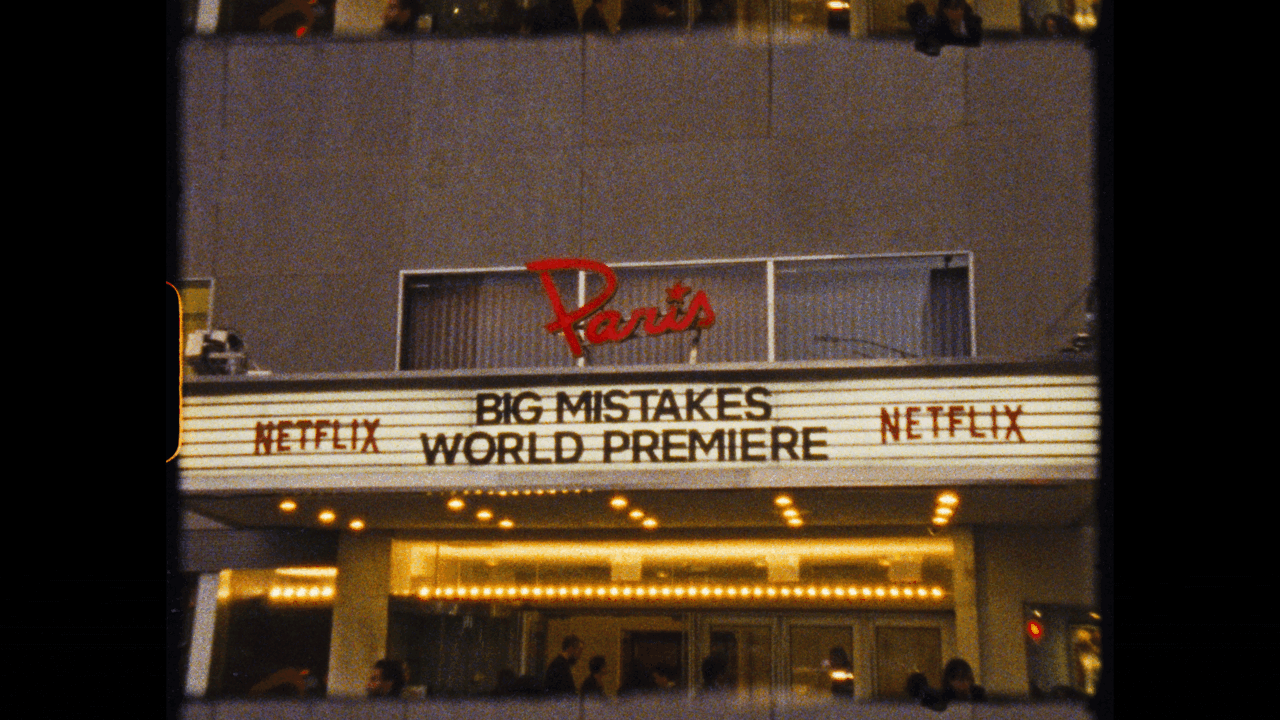 Paris
BIG MISTAKES
NETFLIX WORLD PREMIERE NETFLIX